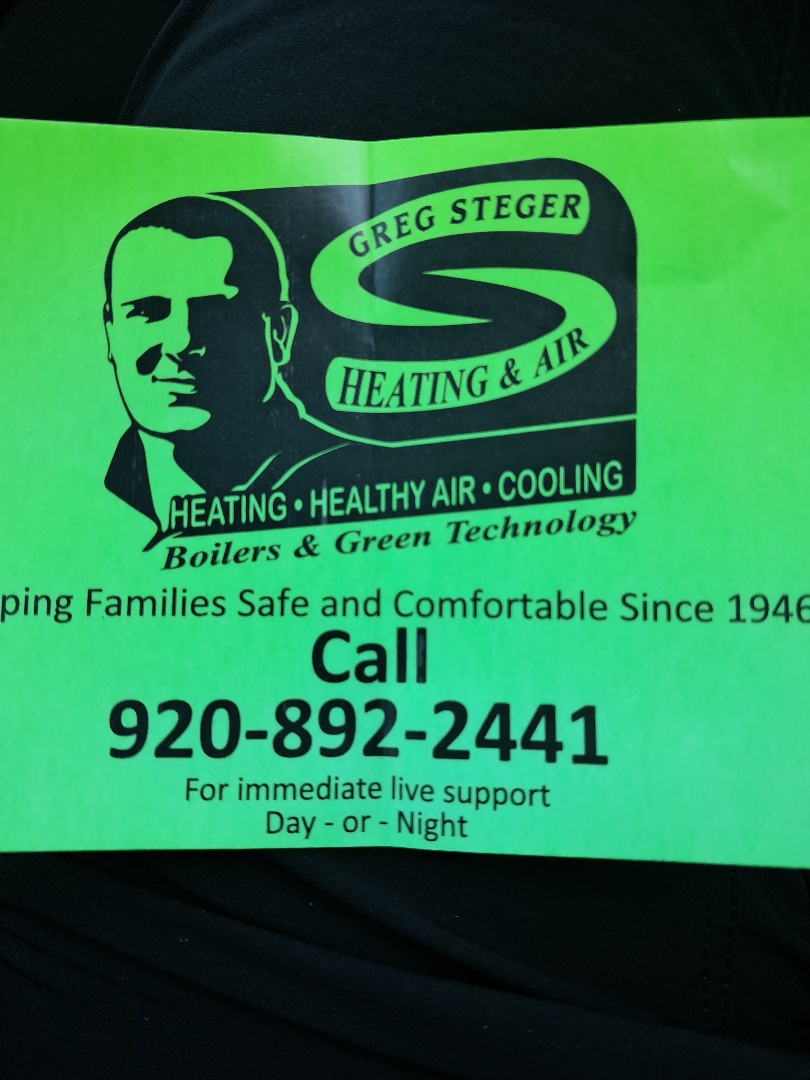 GREG STEGER
HEATING & AIR
HEATING • HEALTHY AIR • COOLING
Boilers & Green Technology
ping Families Safe and Comfortable Since 1946
Call
920-892-2441
For immediate live support
Day - or - Night